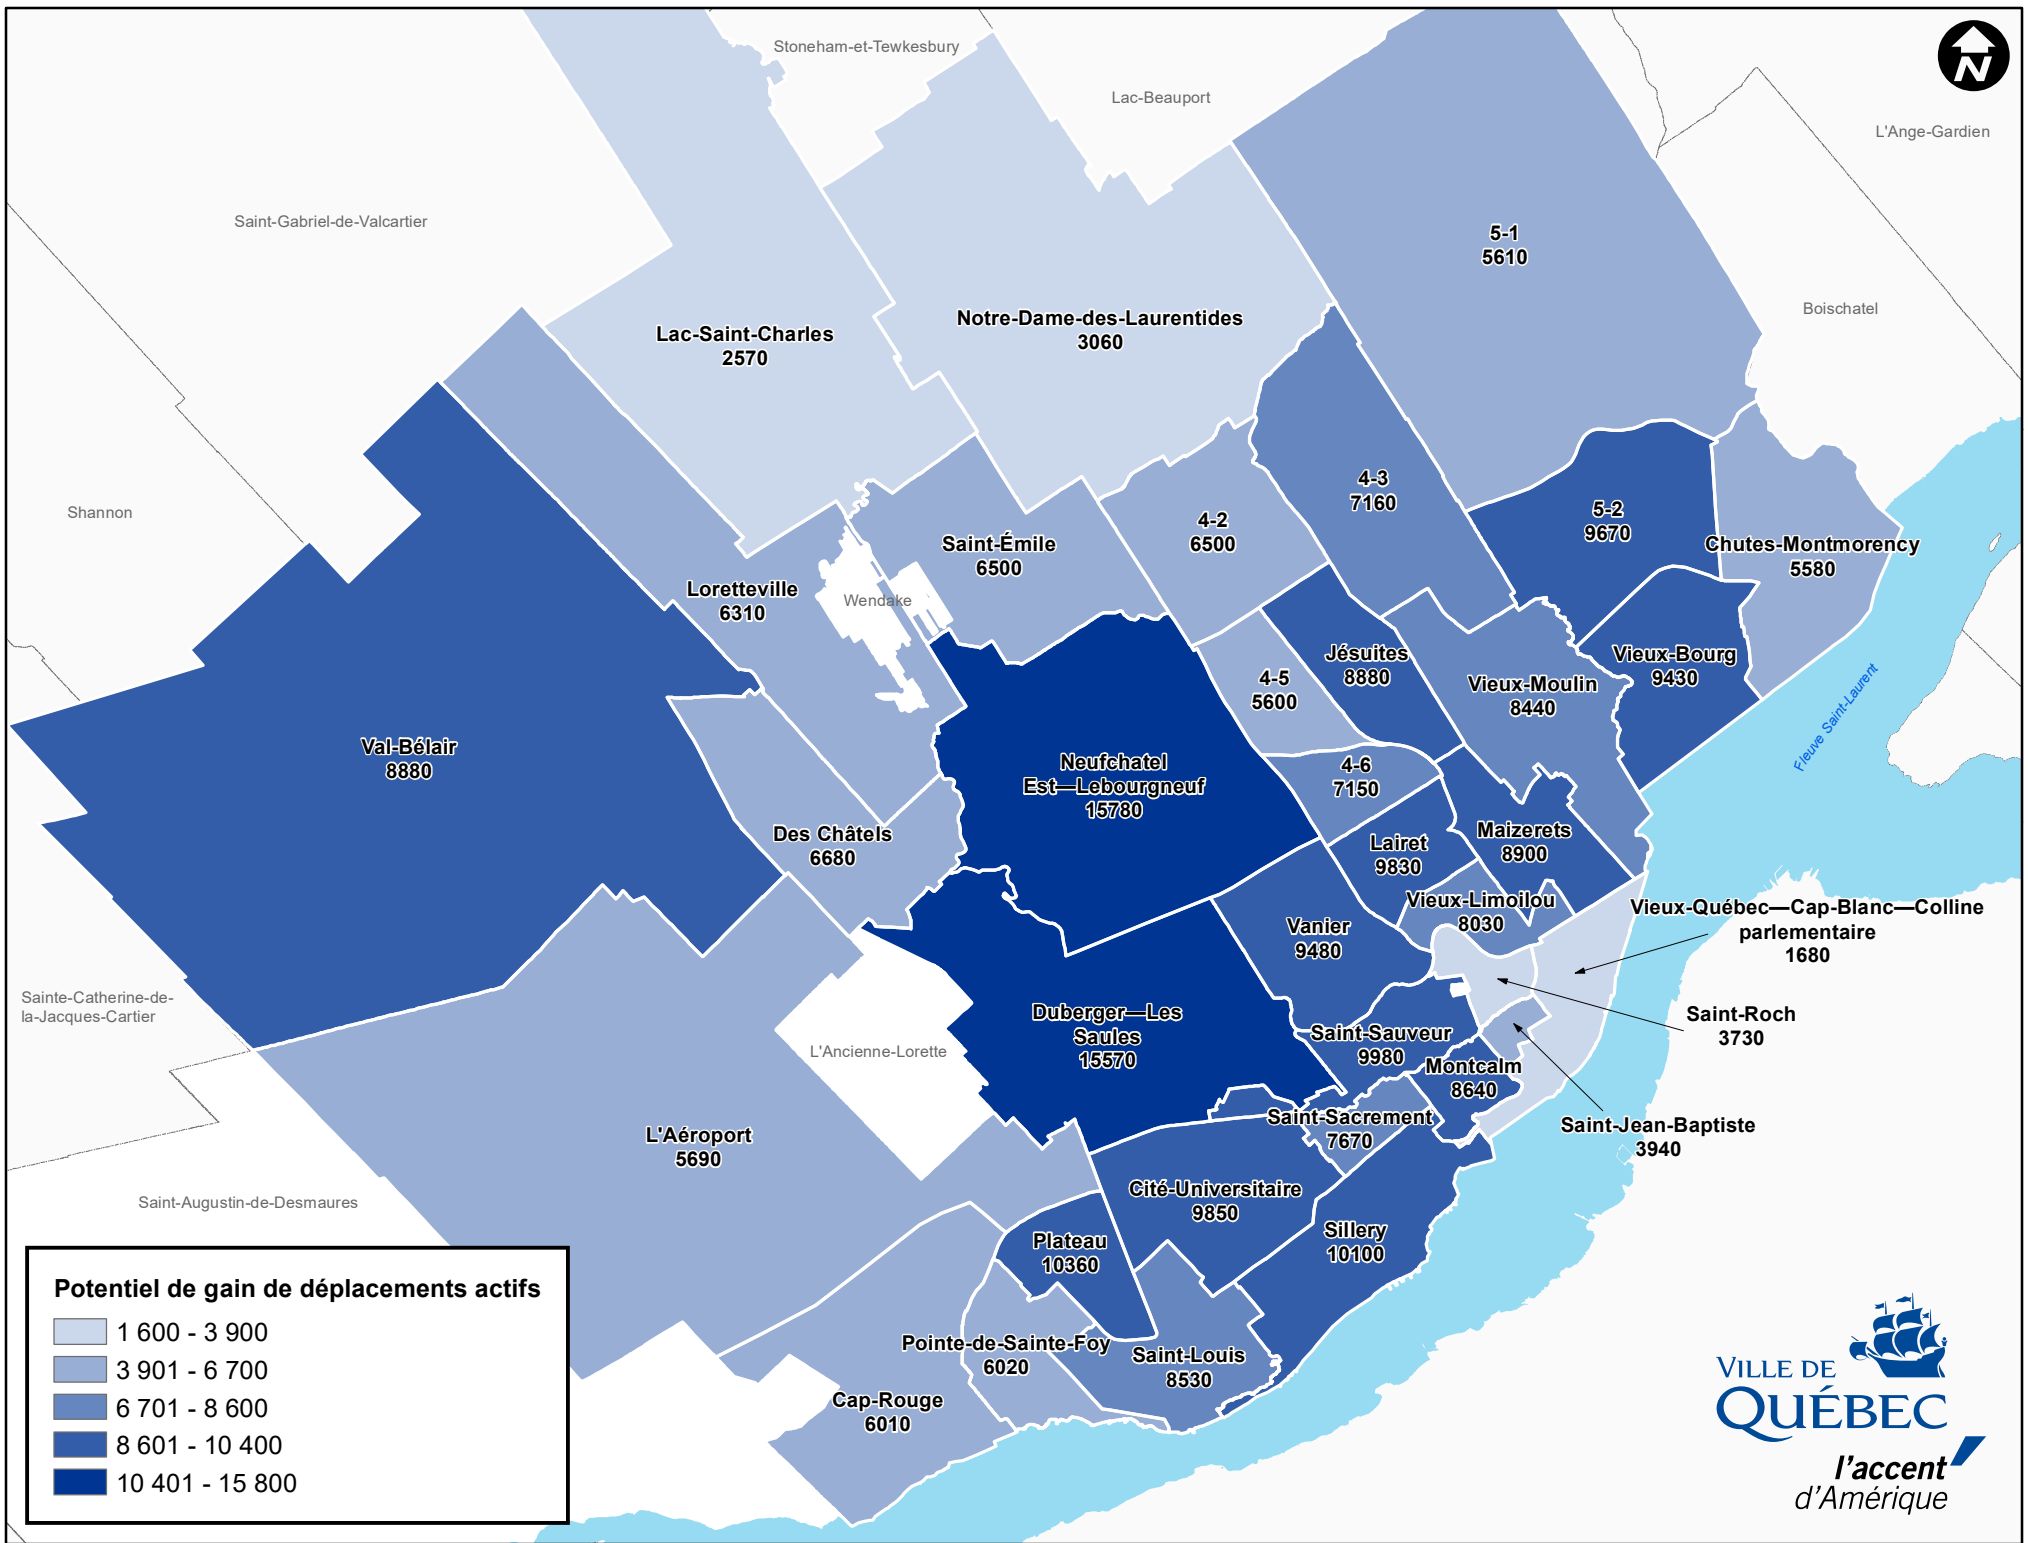 Stoneham-et-Tewkesbury
Lac-Beauport
N
L'Ange-Gardien
Saint-Gabriel-de-Valcartier
5-1
5610
Boischatel
Lac-Saint-Charles
2570
Notre-Dame-des-Laurentides
3060
4-3
7160
5-2
9670
Shannon
4-2
6500
Saint-Émile
6500
Chutes-Montmorency
5580
Loretteville
6310
Wendake
Jésuites
8880
Vieux-Bourg
9430
4-5
5600
Vieux-Moulin
8440
Fleuve Saint-Laurent
Val-Bélair
8880
Neufchatel
Est—Lebourgneuf
15780
4-6
7150
Des Châtels
6680
Lairet
9830
Maizerets
8900
Vieux-Limoilou
8030
Vieux-Québec—Cap-Blanc—Colline
parlementaire
1680
Vanier
9480
Sainte-Catherine-de-
la-Jacques-Cartier
Duberger—Les
Saules
15570
Saint-Roch
3730
Saint-Sauveur
9980
L'Ancienne-Lorette
Montcalm
8640
Saint-Sacrement
7670
Saint-Jean-Baptiste
3940
L'Aéroport
5690
Saint-Augustin-de-Desmaures
Cité-Universitaire
9850
Sillery
10100
Plateau
10360
Pointe-de-Sainte-Foy
6020
Saint-Louis
8530
Cap-Rouge
6010
Potentiel de gain de déplacements actifs
1 600 - 3 900
3 901 - 6 700
6 701 - 8 600
8 601 - 10 400
10 401 - 15 800
VILLE DE
QUÉBEC
l'accent
d'Amérique